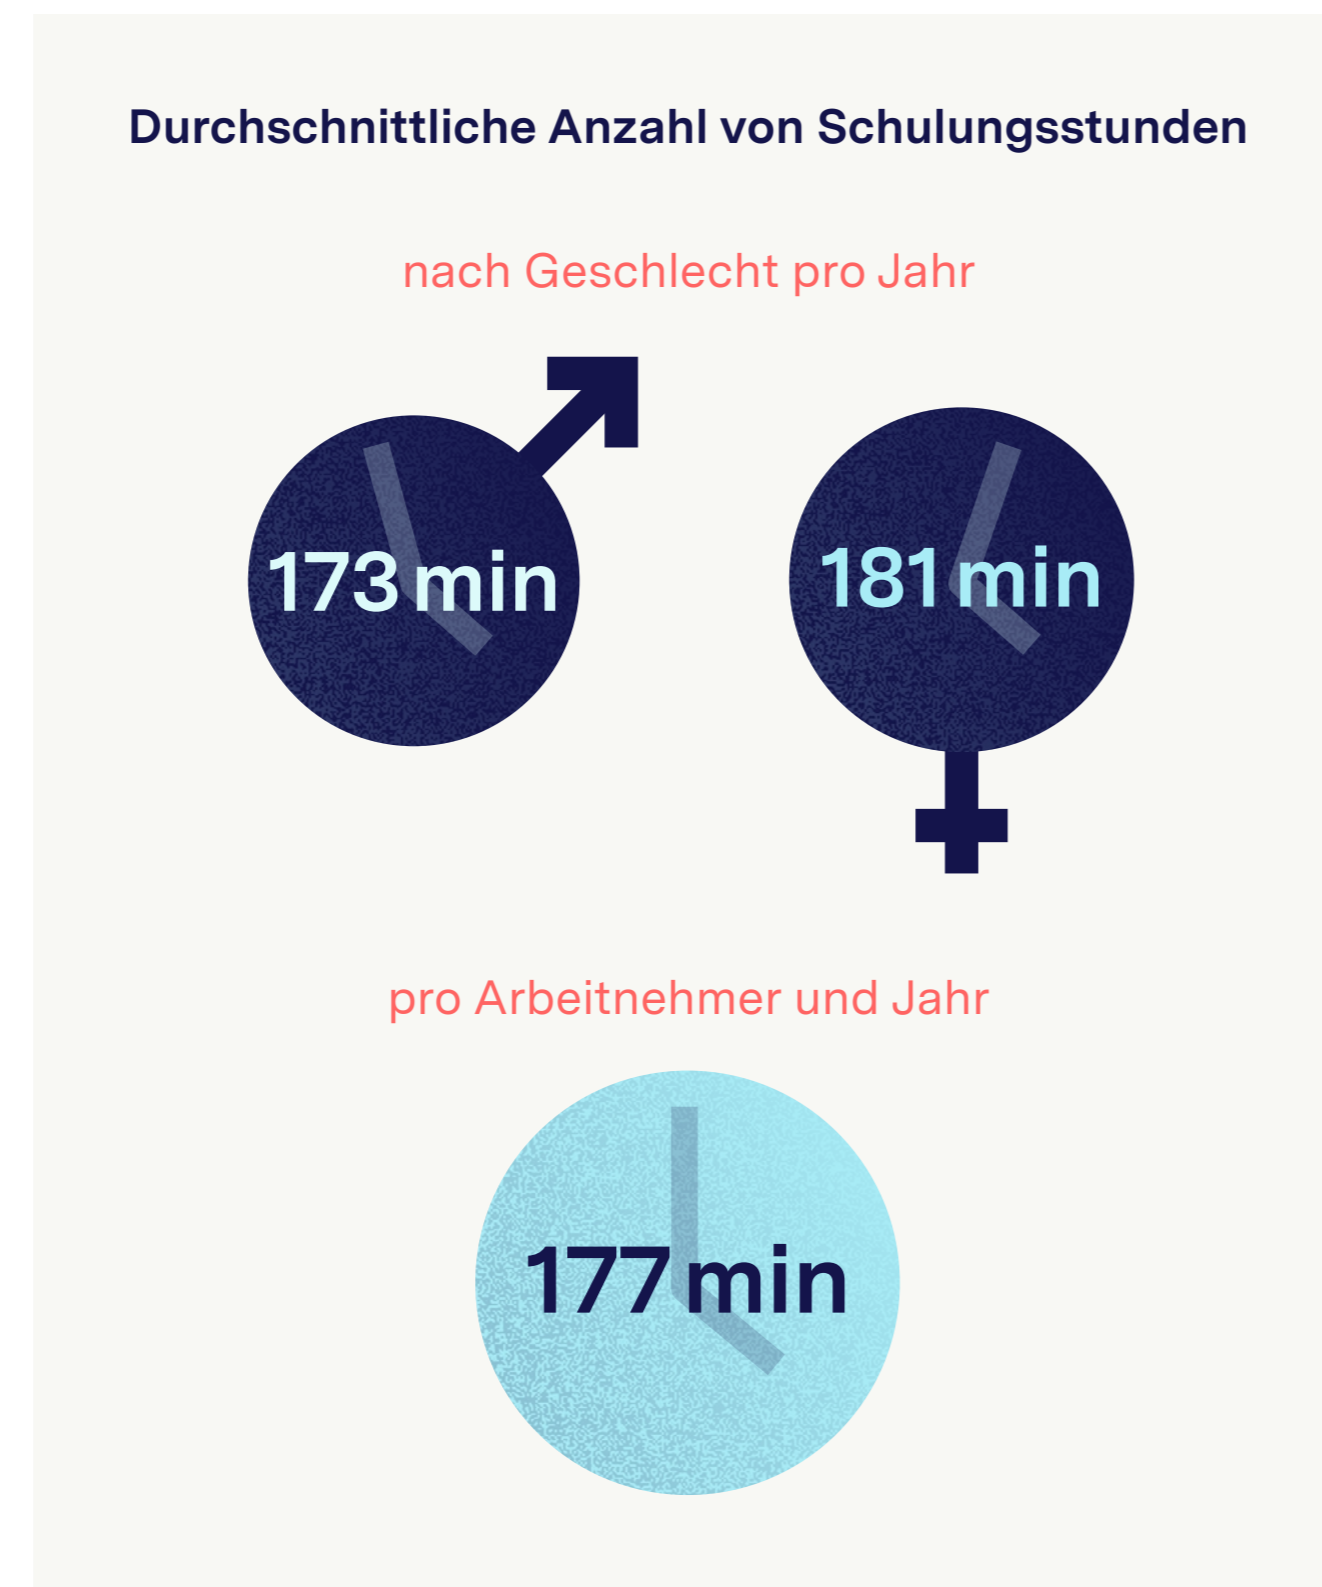 Durchschnittliche Anzahl von Schulungsstunden
nach Geschlecht pro Jahr
173 min
181 min
pro Arbeitnehmer und Jahr
177 min